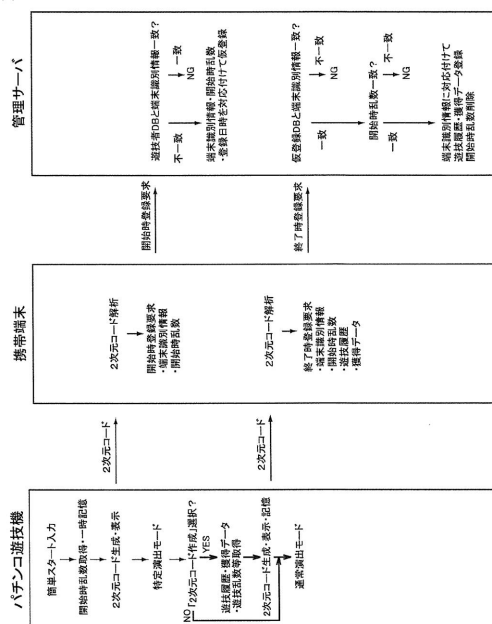 パチンコ遊技機
簡単スタート入力
開始時乱数取得・一時記憶
2次元コード生成・表示
特定演出モード
「2次元コード作成」選択?
NO
YES
遊技履歴・獲得データ
・遊技乱数等取得
2次元コード生成・表示・記憶
通常演出モード
2次元コード
2次元コード
携帯端末
2次元コード解析
開始時登録要求
・端末識別情報
・開始時乱数
2次元コード解析
終了時登録要求
・端末識別情報
・開始時乱数
・遊技履歴
・獲得データ
開始時登録要求
終了時登録要求
管理サーバ
遊技者DBと端末識別情報一致?
不一致
一致
NG
端末識別情報・開始時乱数
・登録日時を対応付けて仮登録
仮登録DBと端末識別情報一致?
一致
不一致
NG
開始時乱数一致?
一致
不一致
NG
端末識別情報に対応付けて
遊技履歴・獲得データ登録
開始時乱数削除